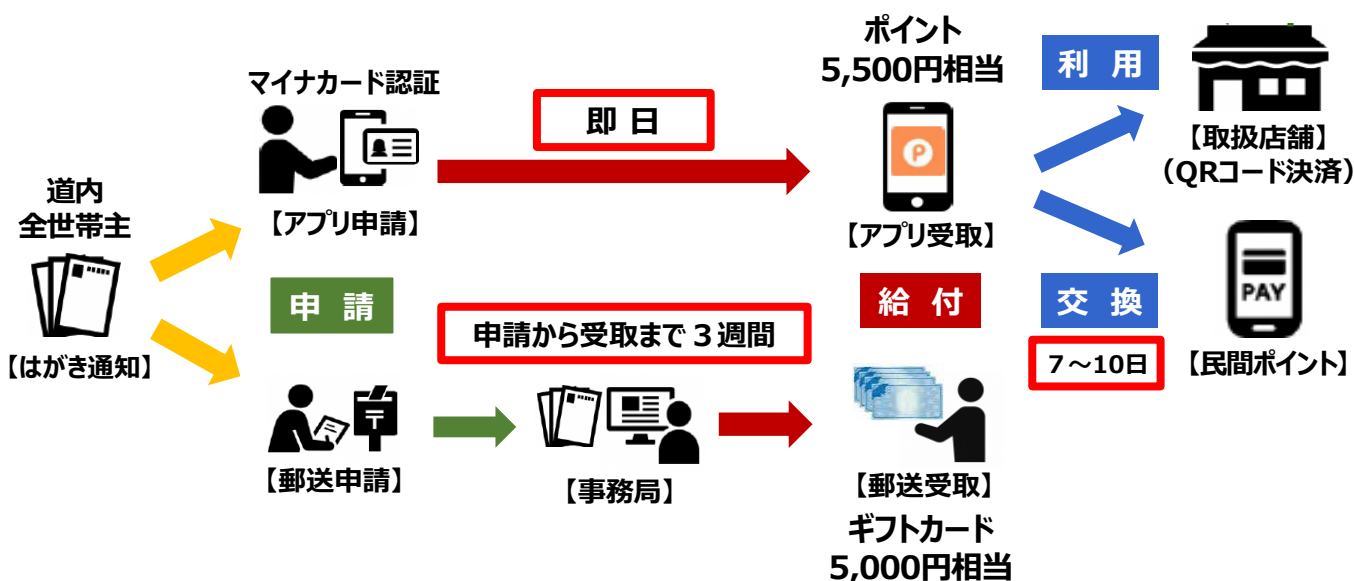 道内
全世帯主
【はがき通知】
マイナカード認証
【アプリ申請】
申 請
【郵送申請】
即 日
申請から受取まで３週間
【事務局】
ポイント
5,500円相当
P
【アプリ受取】
給 付
【郵送受取】
ギフトカード
5,000円相当
利 用
【取扱店舗】
（QRコード決済）
交 換
７～10日
PAY
【民間ポイント】